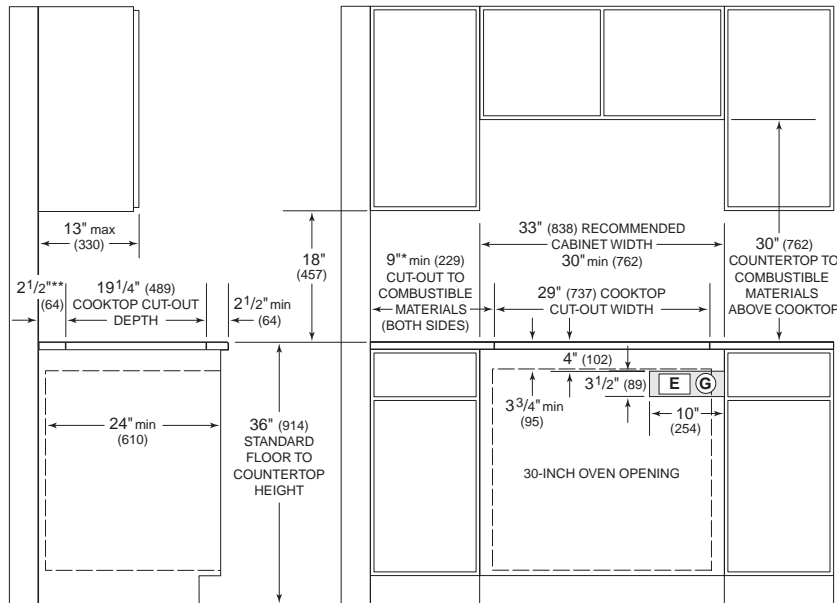 13" max
(330)
18"
(457)
33" (838) RECOMMENDED
CABINET WIDTH
30" min (762)
9"* min (229)
CUT-OUT TO
COMBUSTIBLE
MATERIALS
(BOTH SIDES)
30" (762)
COUNTERTOP TO
COMBUSTIBLE
MATERIALS
ABOVE COOKTOP
2 1/2"**
(64)
19 1/4" (489)
COOKTOP CUT-OUT
DEPTH
2 1/2" min
(64)
29" (737) COOKTOP
CUT-OUT WIDTH
4" (102)
3 1/2" (89)
E G
3 3/4" min
(95)
10"
(254)
24" min
(610)
36" (914)
STANDARD
FLOOR TO
COUNTERTOP
HEIGHT
30-INCH OVEN OPENING